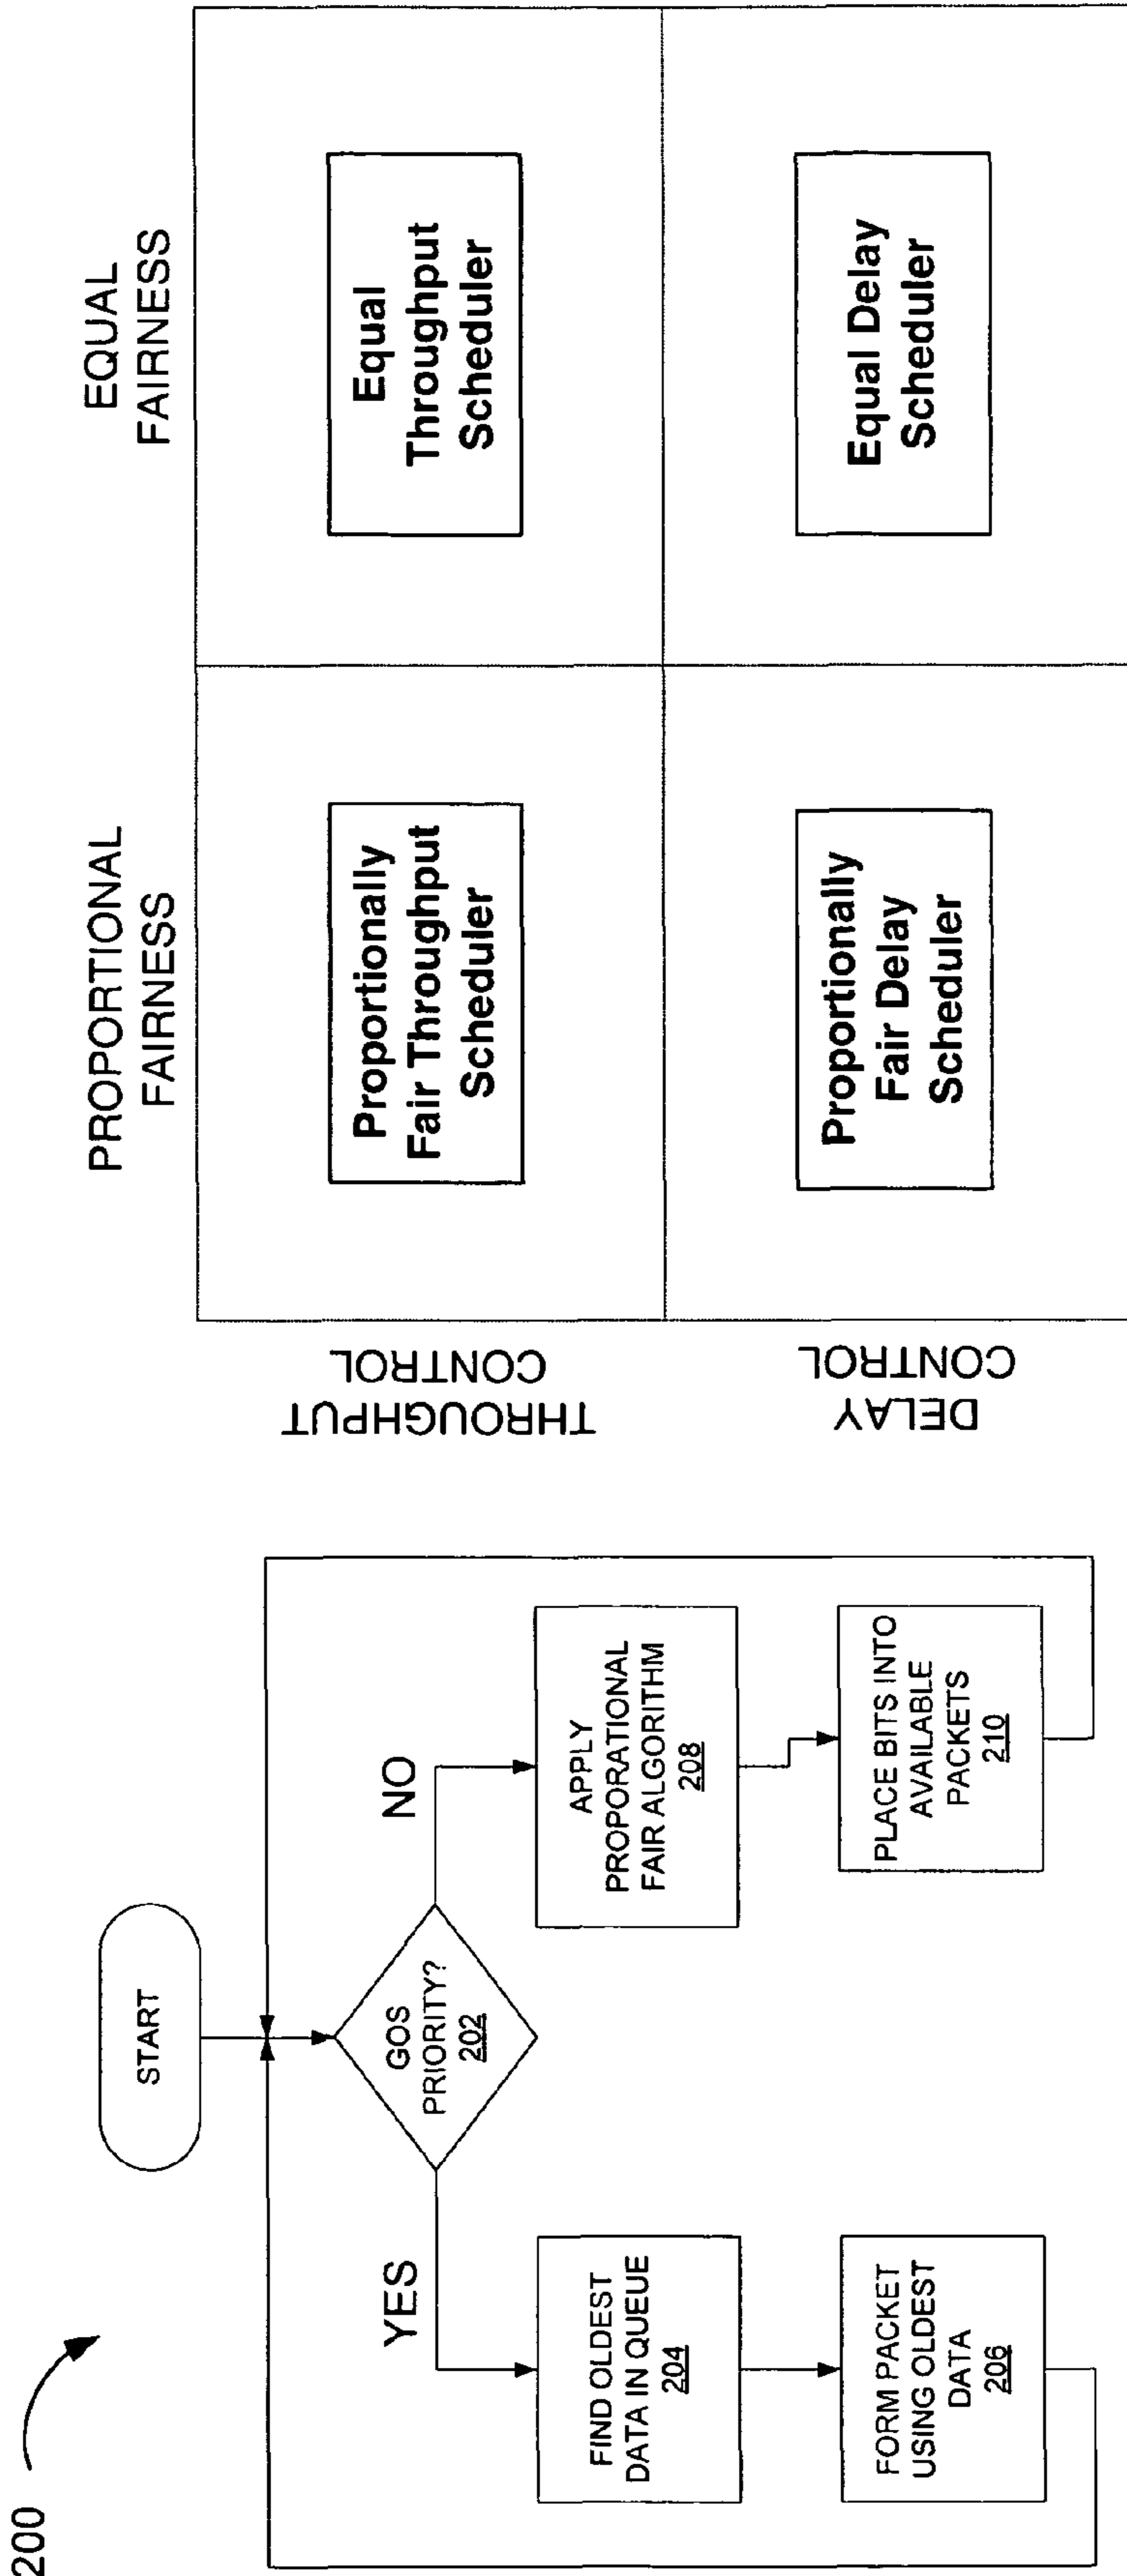 200
START
GOS
PRIORITY?
202
YES
NO
FIND OLDEST
DATA IN QUEUE
204
FORM PACKET
USING OLDEST
DATA
206
APPLY
PROPORATIONAL
FAIR ALGORITHM
208
PLACE BITS INTO
AVAILABLE
PACKETS
210
PROPORTIONAL
FAIRNESS
EQUAL
FAIRNESS
THROUGHPUT
CONTROL
Proportionally
Fair Throughput
Scheduler
Equal
Throughput
Scheduler
DELAY
CONTROL
Proportionally
Fair Delay
Scheduler
Equal Delay
Scheduler